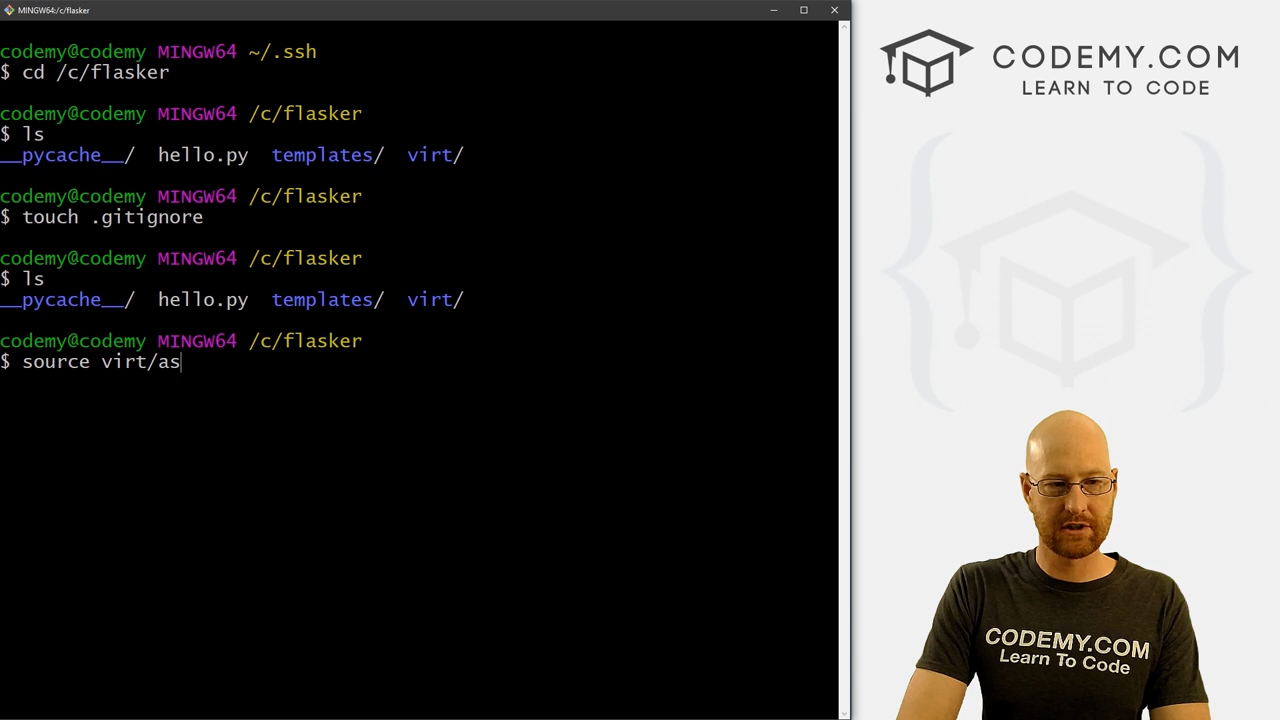 MINGW64:/c/flasker
codemy@codemy MINGW64 ~/.ssh
$ cd /c/flasker
codemy@codemy MINGW64 /c/flasker
$ ls
__pycache__/  hello.py  templates/  virt/
codemy@codemy MINGW64 /c/flasker
$ touch .gitignore
codemy@codemy MINGW64 /c/flasker
$ ls
__pycache__/  hello.py  templates/  virt/
codemy@codemy MINGW64 /c/flasker
$ source virt/as
CODEMY.COM
LEARN TO CODE
CODEMY.COM
Learn To Code